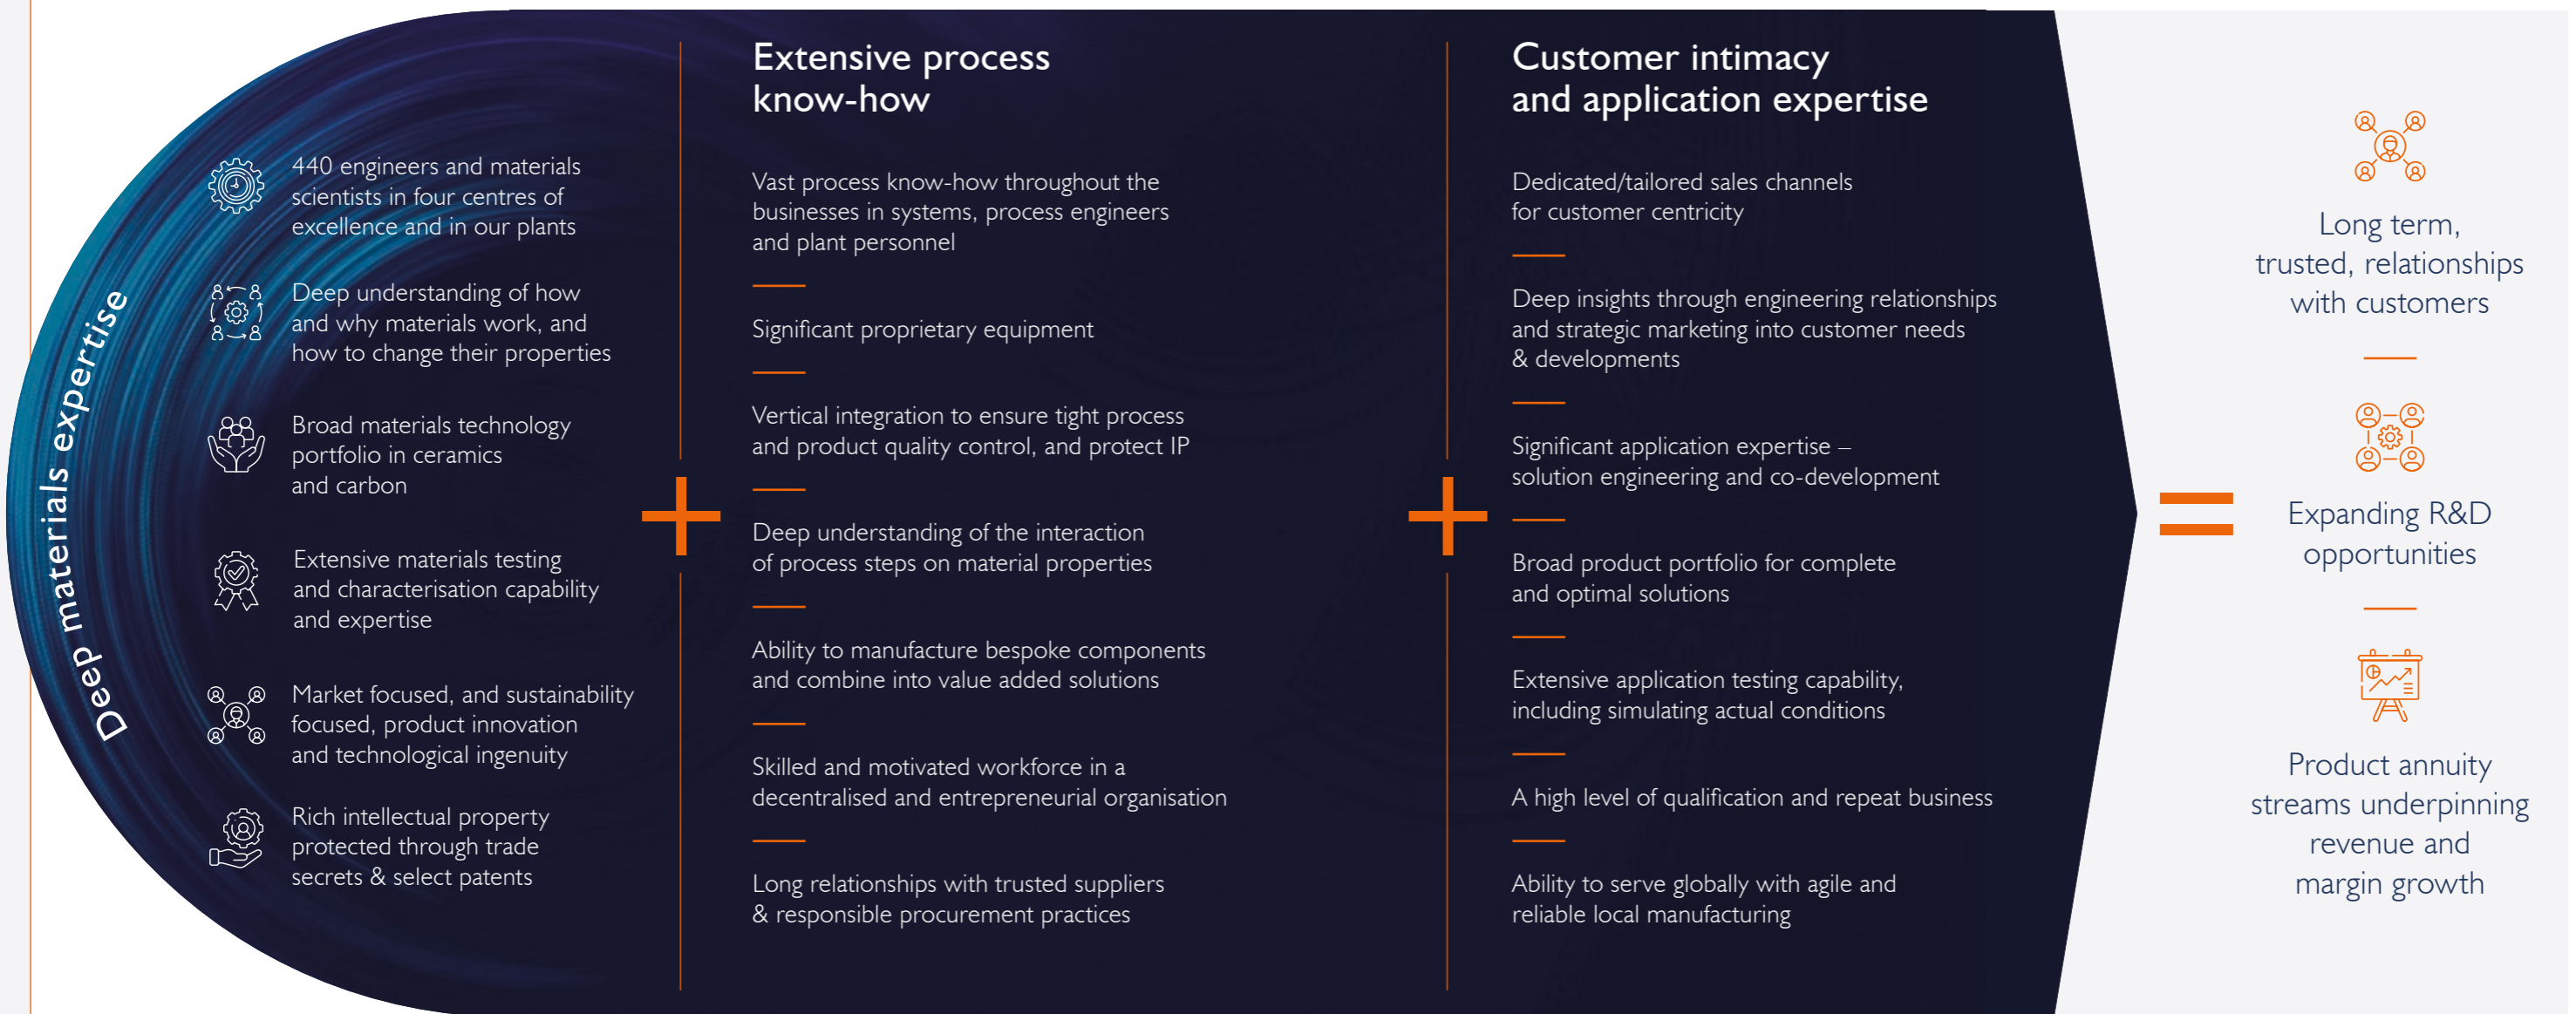 Deep materials expertise
440 engineers and materials
scientists in four centres of
excellence and in our plants
Deep understanding of how
and why materials work, and
how to change their properties
Broad materials technology
portfolio in ceramics
and carbon
Extensive materials testing
and characterisation capability
and expertise
Market focused, and sustainability
focused, product innovation
and technological ingenuity
Rich intellectual property
protected through trade
secrets & select patents
+
Extensive process
know-how
Vast process know-how throughout the
businesses in systems, process engineers
and plant personnel
Significant proprietary equipment
Vertical integration to ensure tight process
and product quality control, and protect IP
Deep understanding of the interaction
of process steps on material properties
Ability to manufacture bespoke components
and combine into value added solutions
Skilled and motivated workforce in a
decentralised and entrepreneurial organisation
Long relationships with trusted suppliers
& responsible procurement practices
+
Customer intimacy
and application expertise
Dedicated/tailored sales channels
for customer centricity
Deep insights through engineering relationships
and strategic marketing into customer needs
& developments
Significant application expertise –
solution engineering and co-development
Broad product portfolio for complete
and optimal solutions
Extensive application testing capability,
including simulating actual conditions
A high level of qualification and repeat business
Ability to serve globally with agile and
reliable local manufacturing
=
Long term,
trusted, relationships
with customers
Expanding R&D
opportunities
Product annuity
streams underpinning
revenue and
margin growth